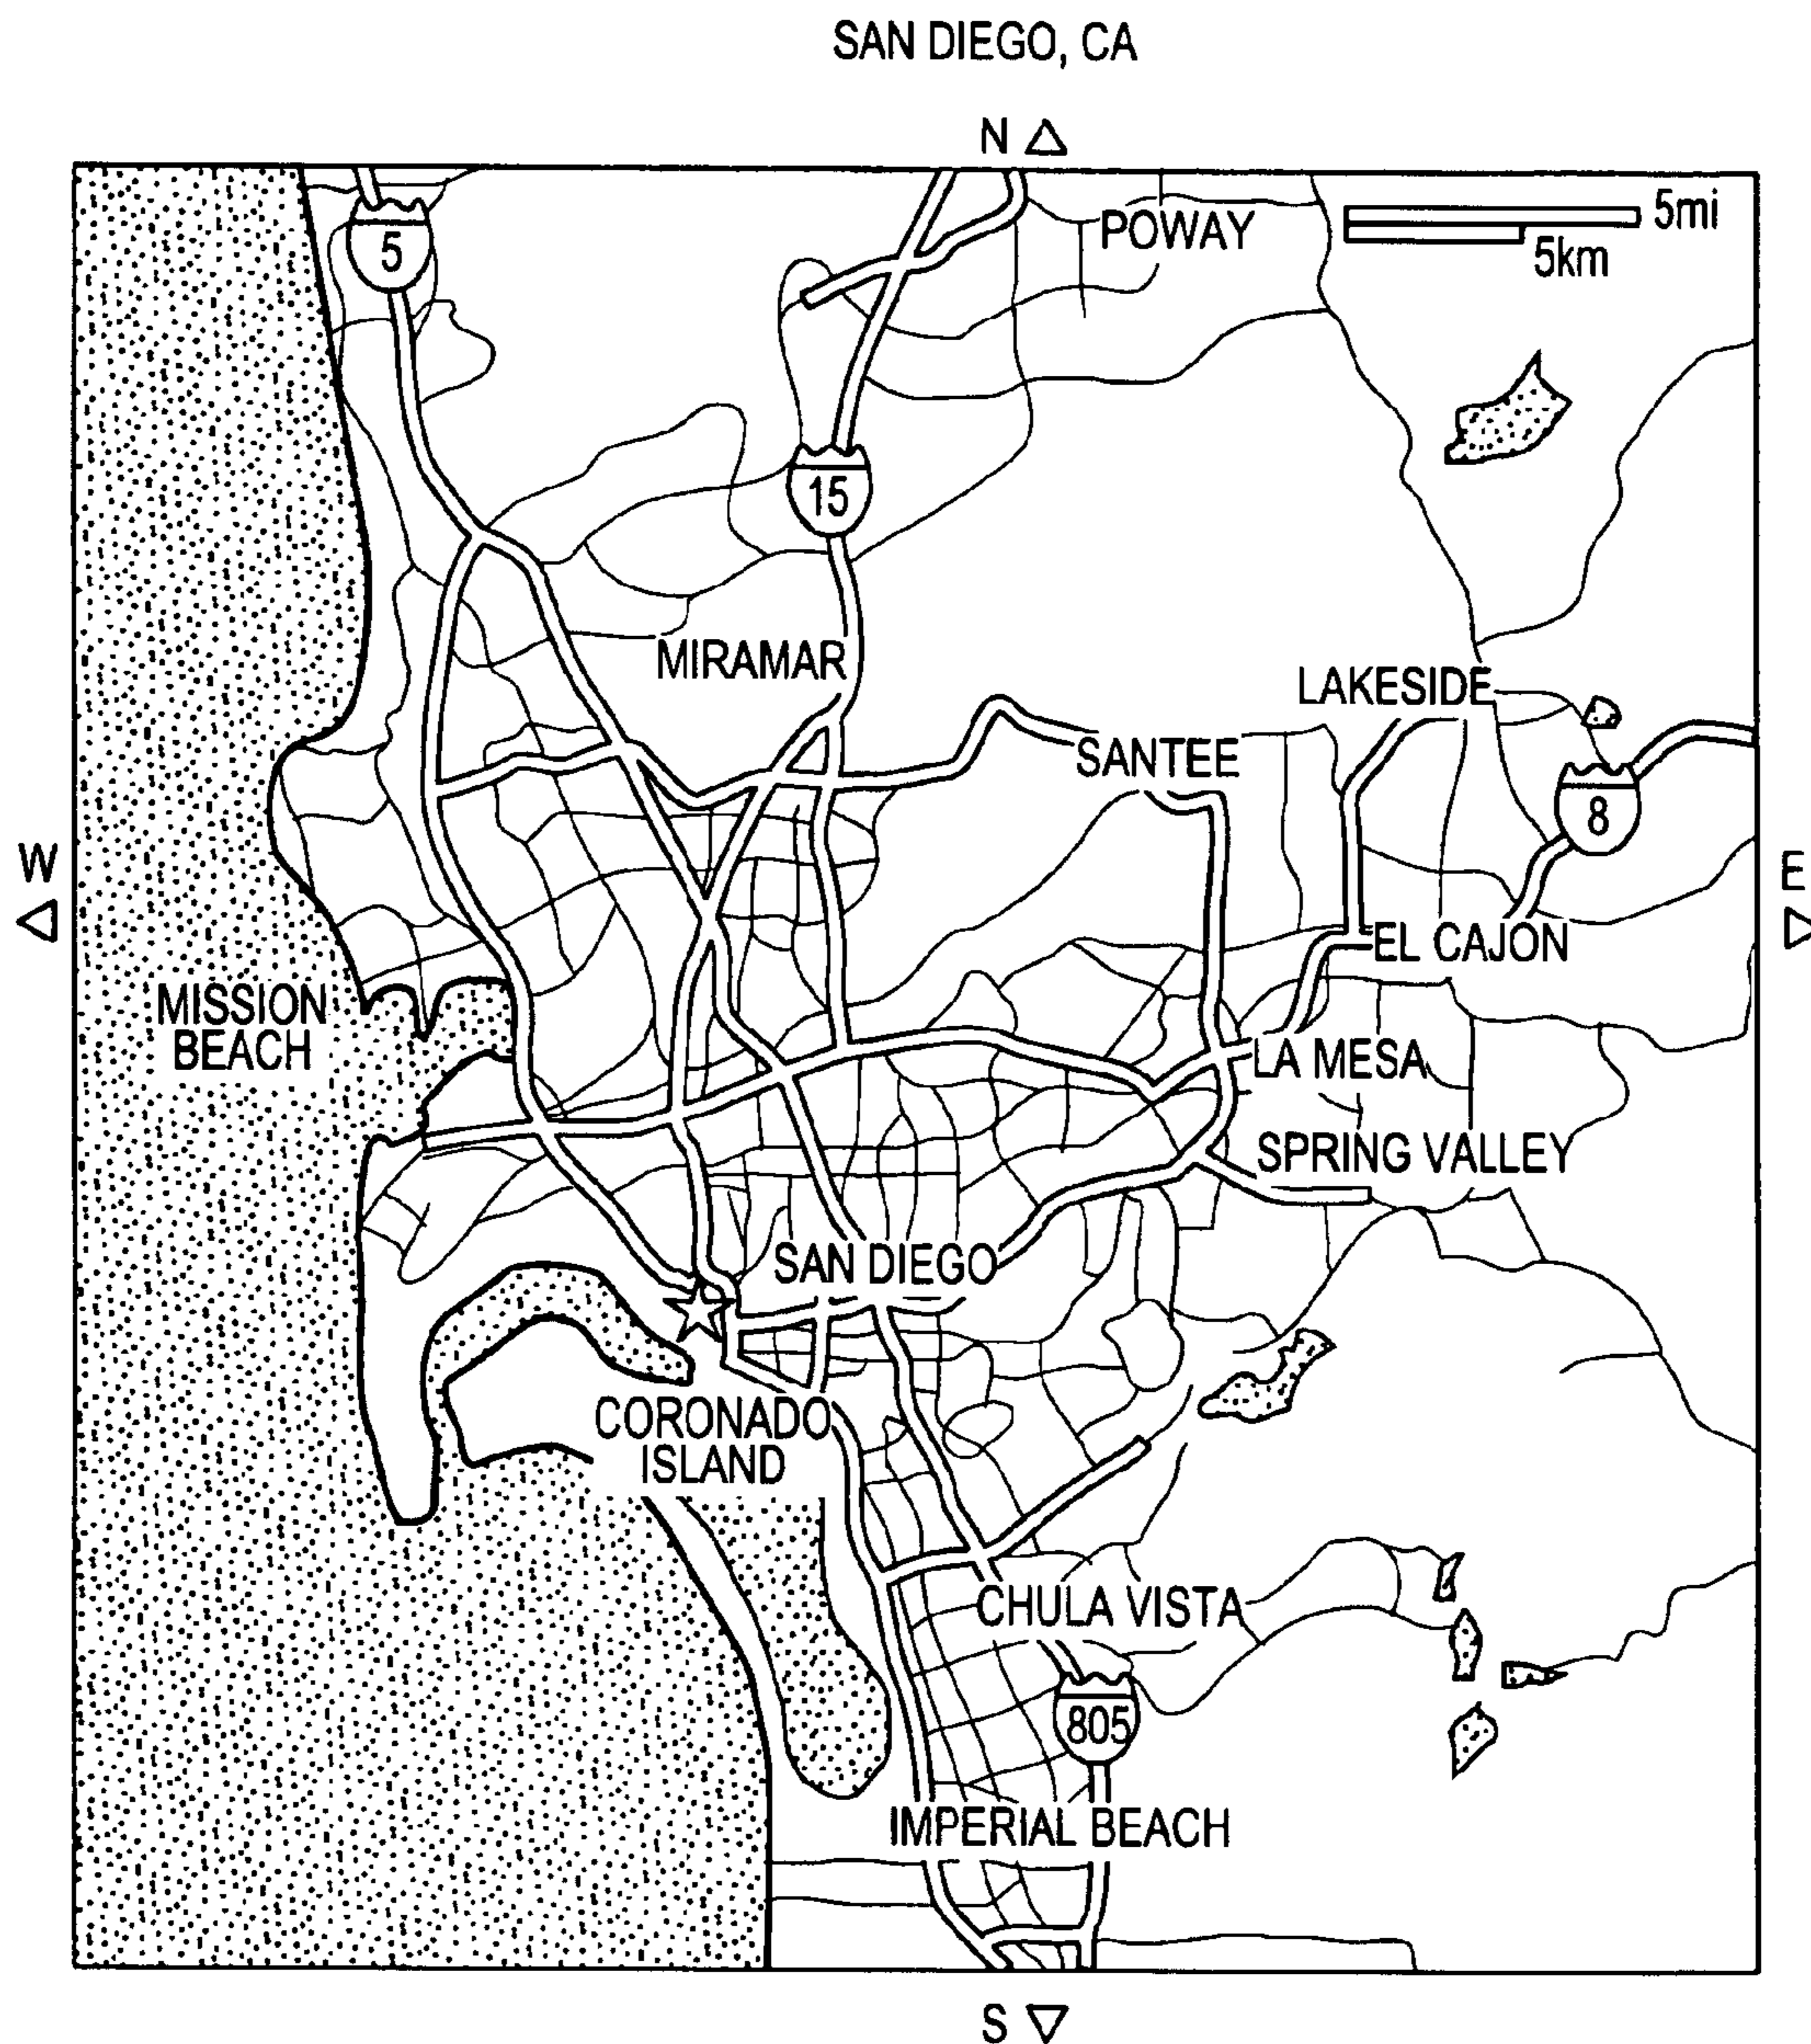 SAN DIEGO, CA
N
5
POWAY
5mi
5km
15
MIRAMAR
LAKESIDE
SANTEE
8
W
E
EL CAJON
MISSION
BEACH
LA MESA
SPRING VALLEY
SAN DIEGO
CORONADO
ISLAND
CHULA VISTA
805
IMPERIAL BEACH
S